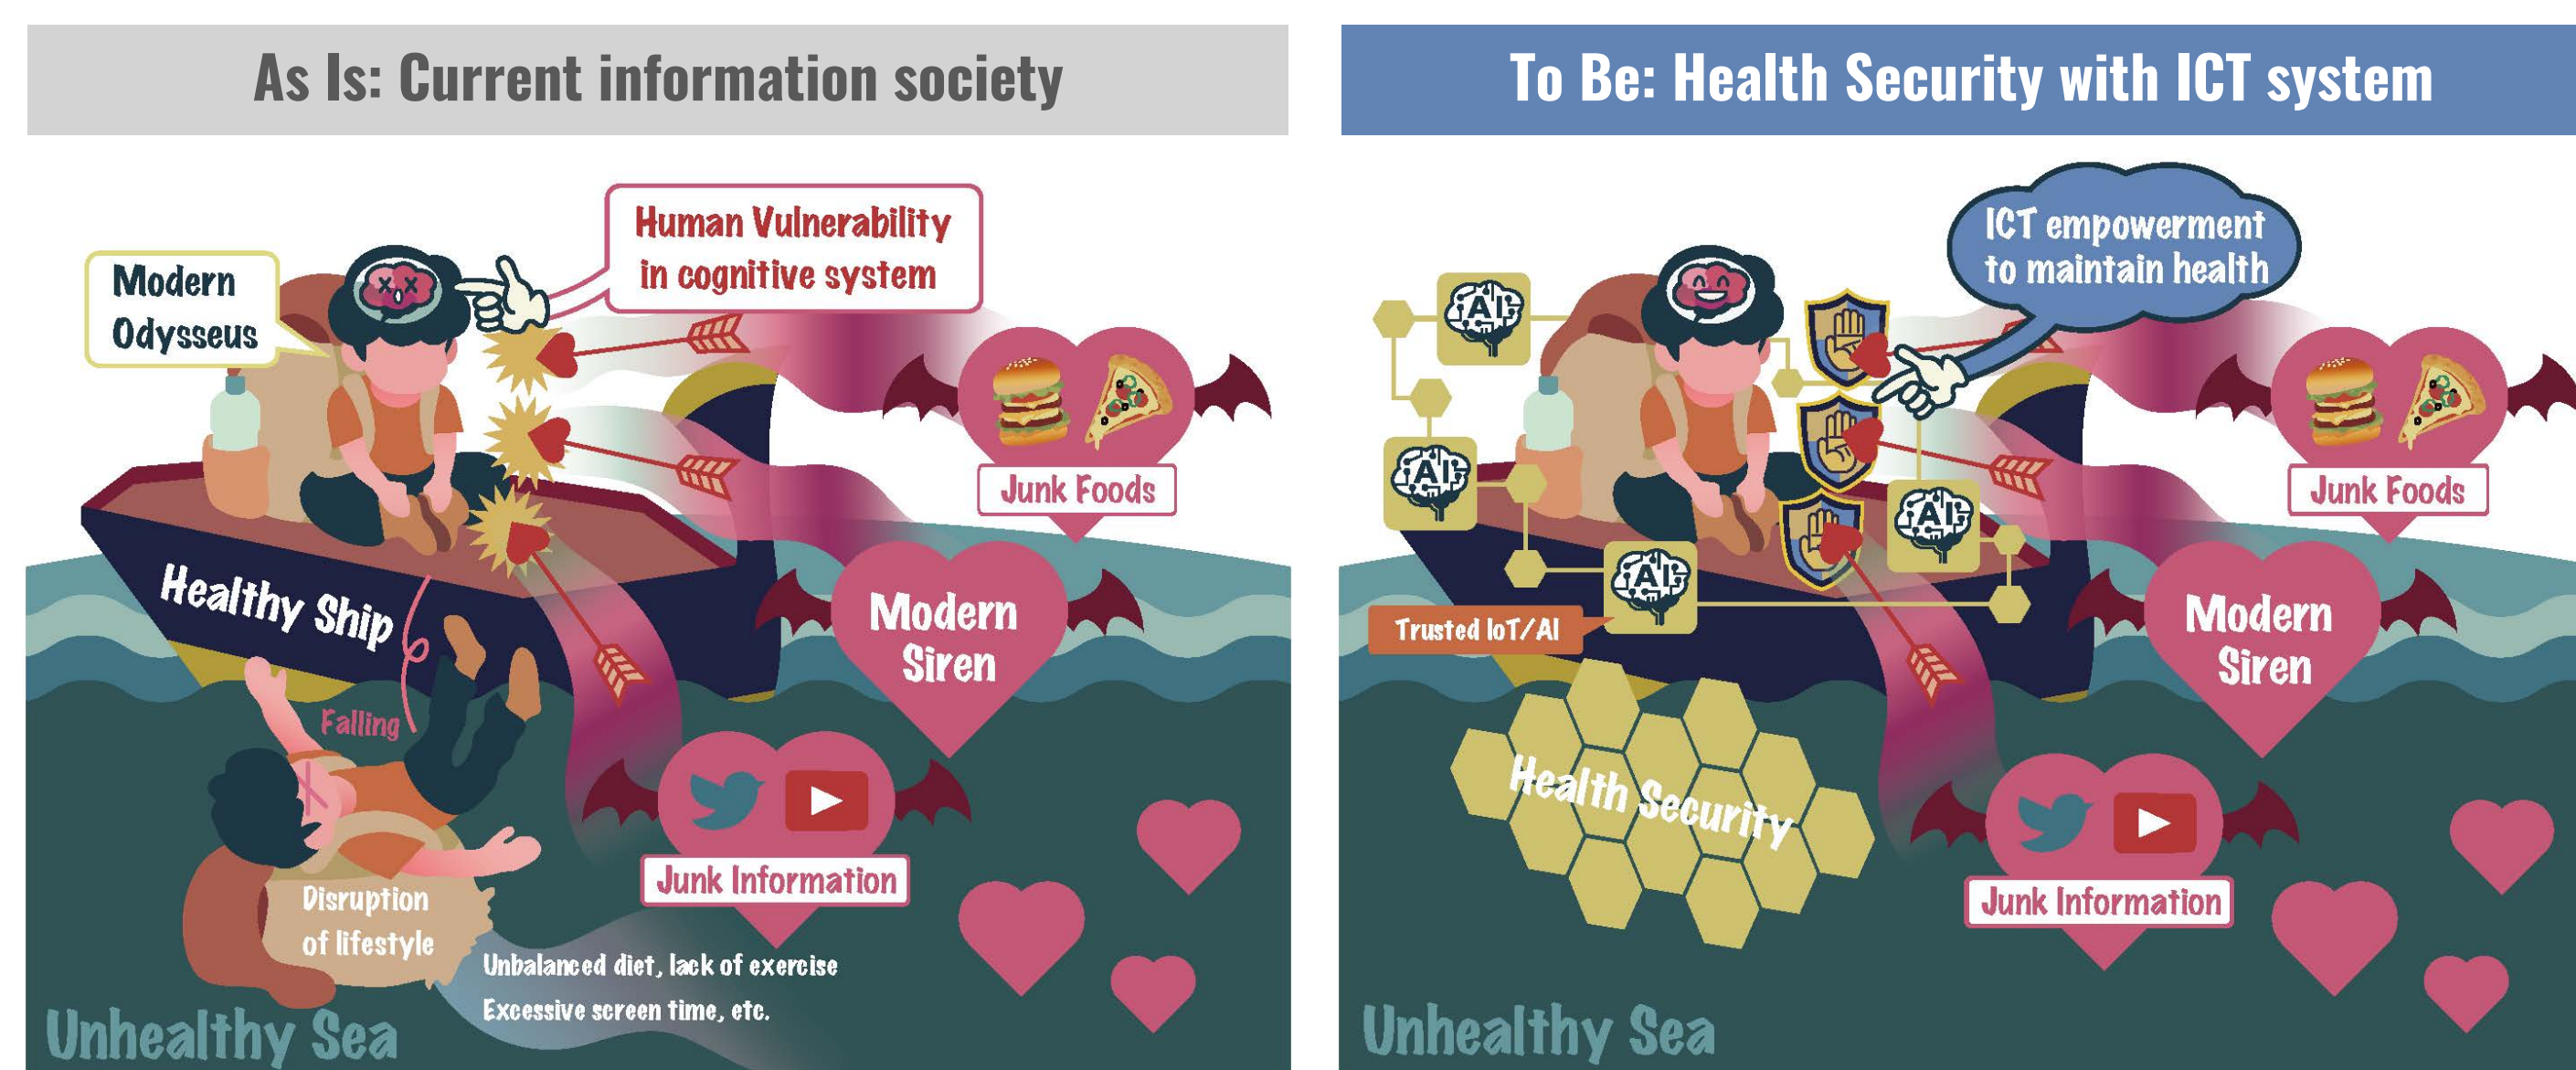 As Is: Current information society
Modern
Odysseus
Human Vulnerability
in cognitive system
Junk Foods
Modern
Siren
Healthy Ship
Falling
Junk Information
Disruption
of lifestyle
Unbalanced diet, lack of exercise
Excessive screen time, etc.
Unhealthy Sea
To Be: Health Security with ICT system
ICT empowerment
to maintain health
AI
AI
AI
AI
Junk Foods
Trusted IoT/AI
Modern
Siren
Health Security
Junk Information
Unhealthy Sea